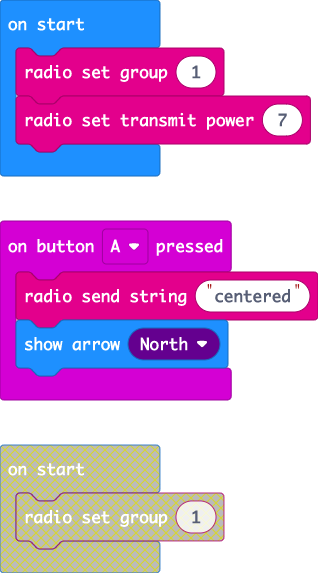 on start
radio set group 1
radio set transmit power 7
on button A pressed
radio send string "centered"
show arrow North
on start
radio set group 1